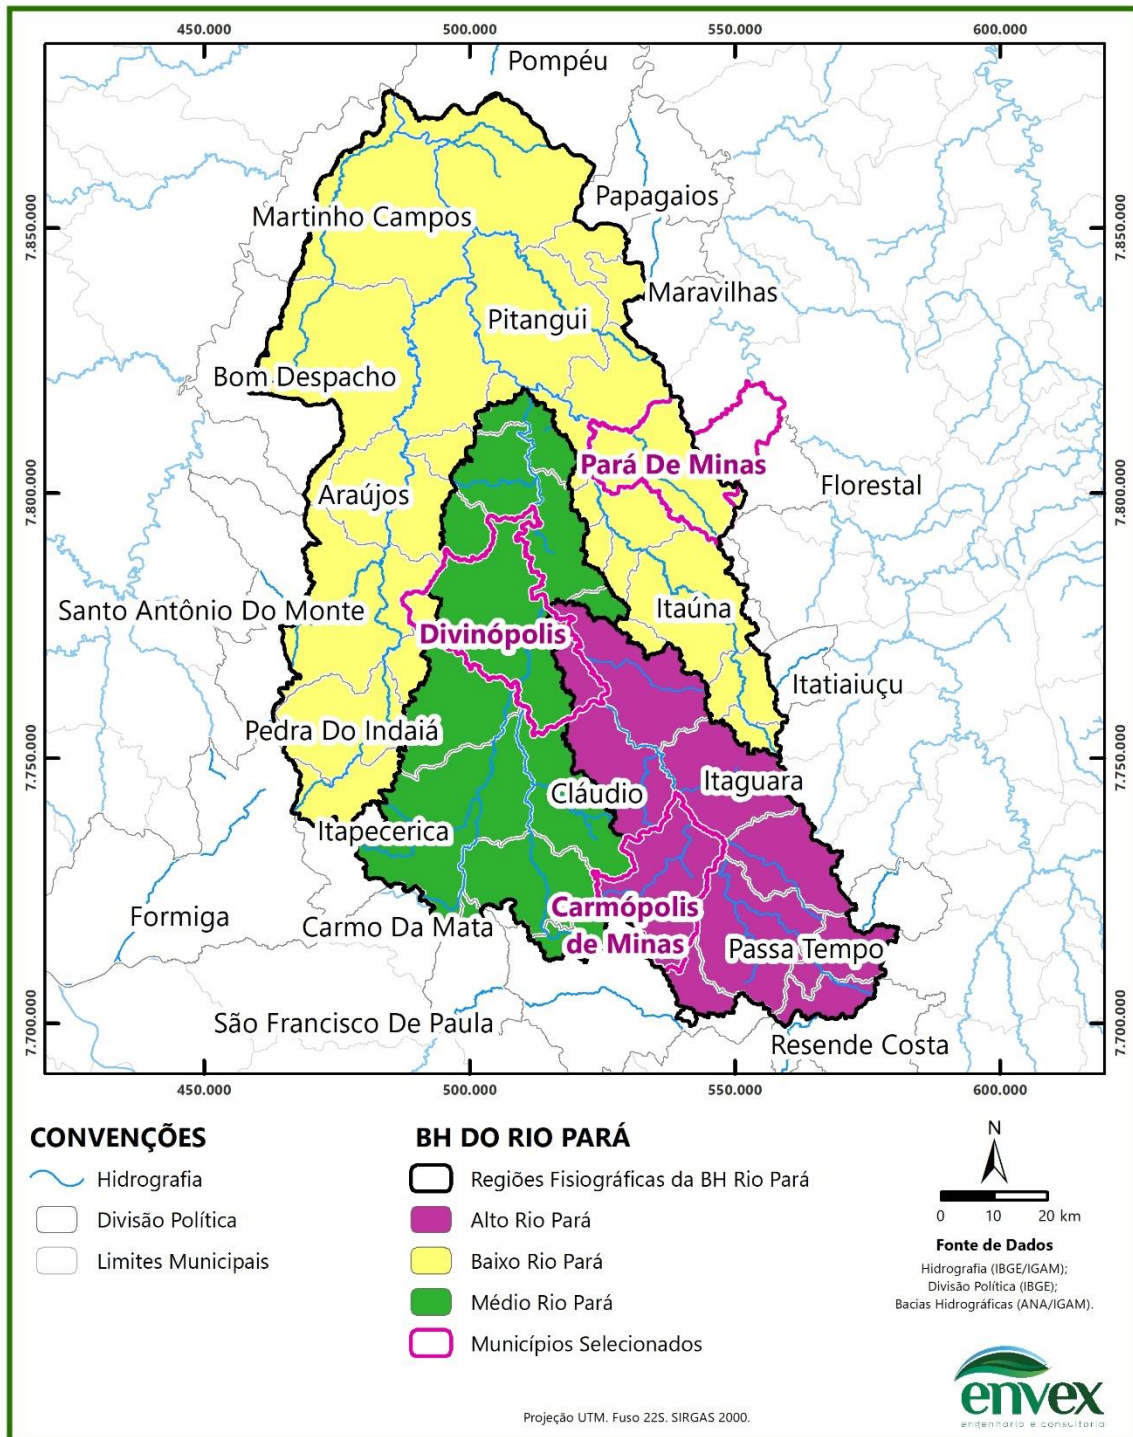 450.000
500.000
550.000
600.000
Pompéu
Papagaios
7.850.000
Martinho Campos
7.850.000
Maravilhas
Pitangui
Bom Despacho
Pará De Minas
Florestal
7.800.000
Araújos
7.800.000
Santo Antônio Do Monte
Itaúna
Divinópolis
Itatiaiuçu
Pedra Do Indaiá
7.750.000
Itaguara
7.750.000
Cláudio
Itapecerica
Formiga
Carmo Da Mata
Carmópolis
de Minas
Passa Tempo
7.700.000
São Francisco De Paula
7.700.000
Resende Costa
450.000
500.000
550.000
600.000
CONVENÇÕES
Hidrografia
Divisão Política
Limites Municipais
BH DO RIO PARÁ
Regiões Fisiográficas da BH Rio Pará
Alto Rio Pará
Baixo Rio Pará
Médio Rio Pará
Municípios Selecionados
N
0 10 20 km
Fonte de Dados
Hidrografia (IBGE/IGAM);
Divisão Política (IBGE);
Bacias Hidrográficas (ANA/IGAM).
envex
engenharia e consultoria
Projeção UTM. Fuso 22S. SIRGAS 2000.